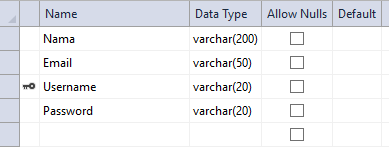 Name Data Type Allow Nulls Default
Nama varchar(200)
Email varchar(50)
Username varchar(20)
Password varchar(20)